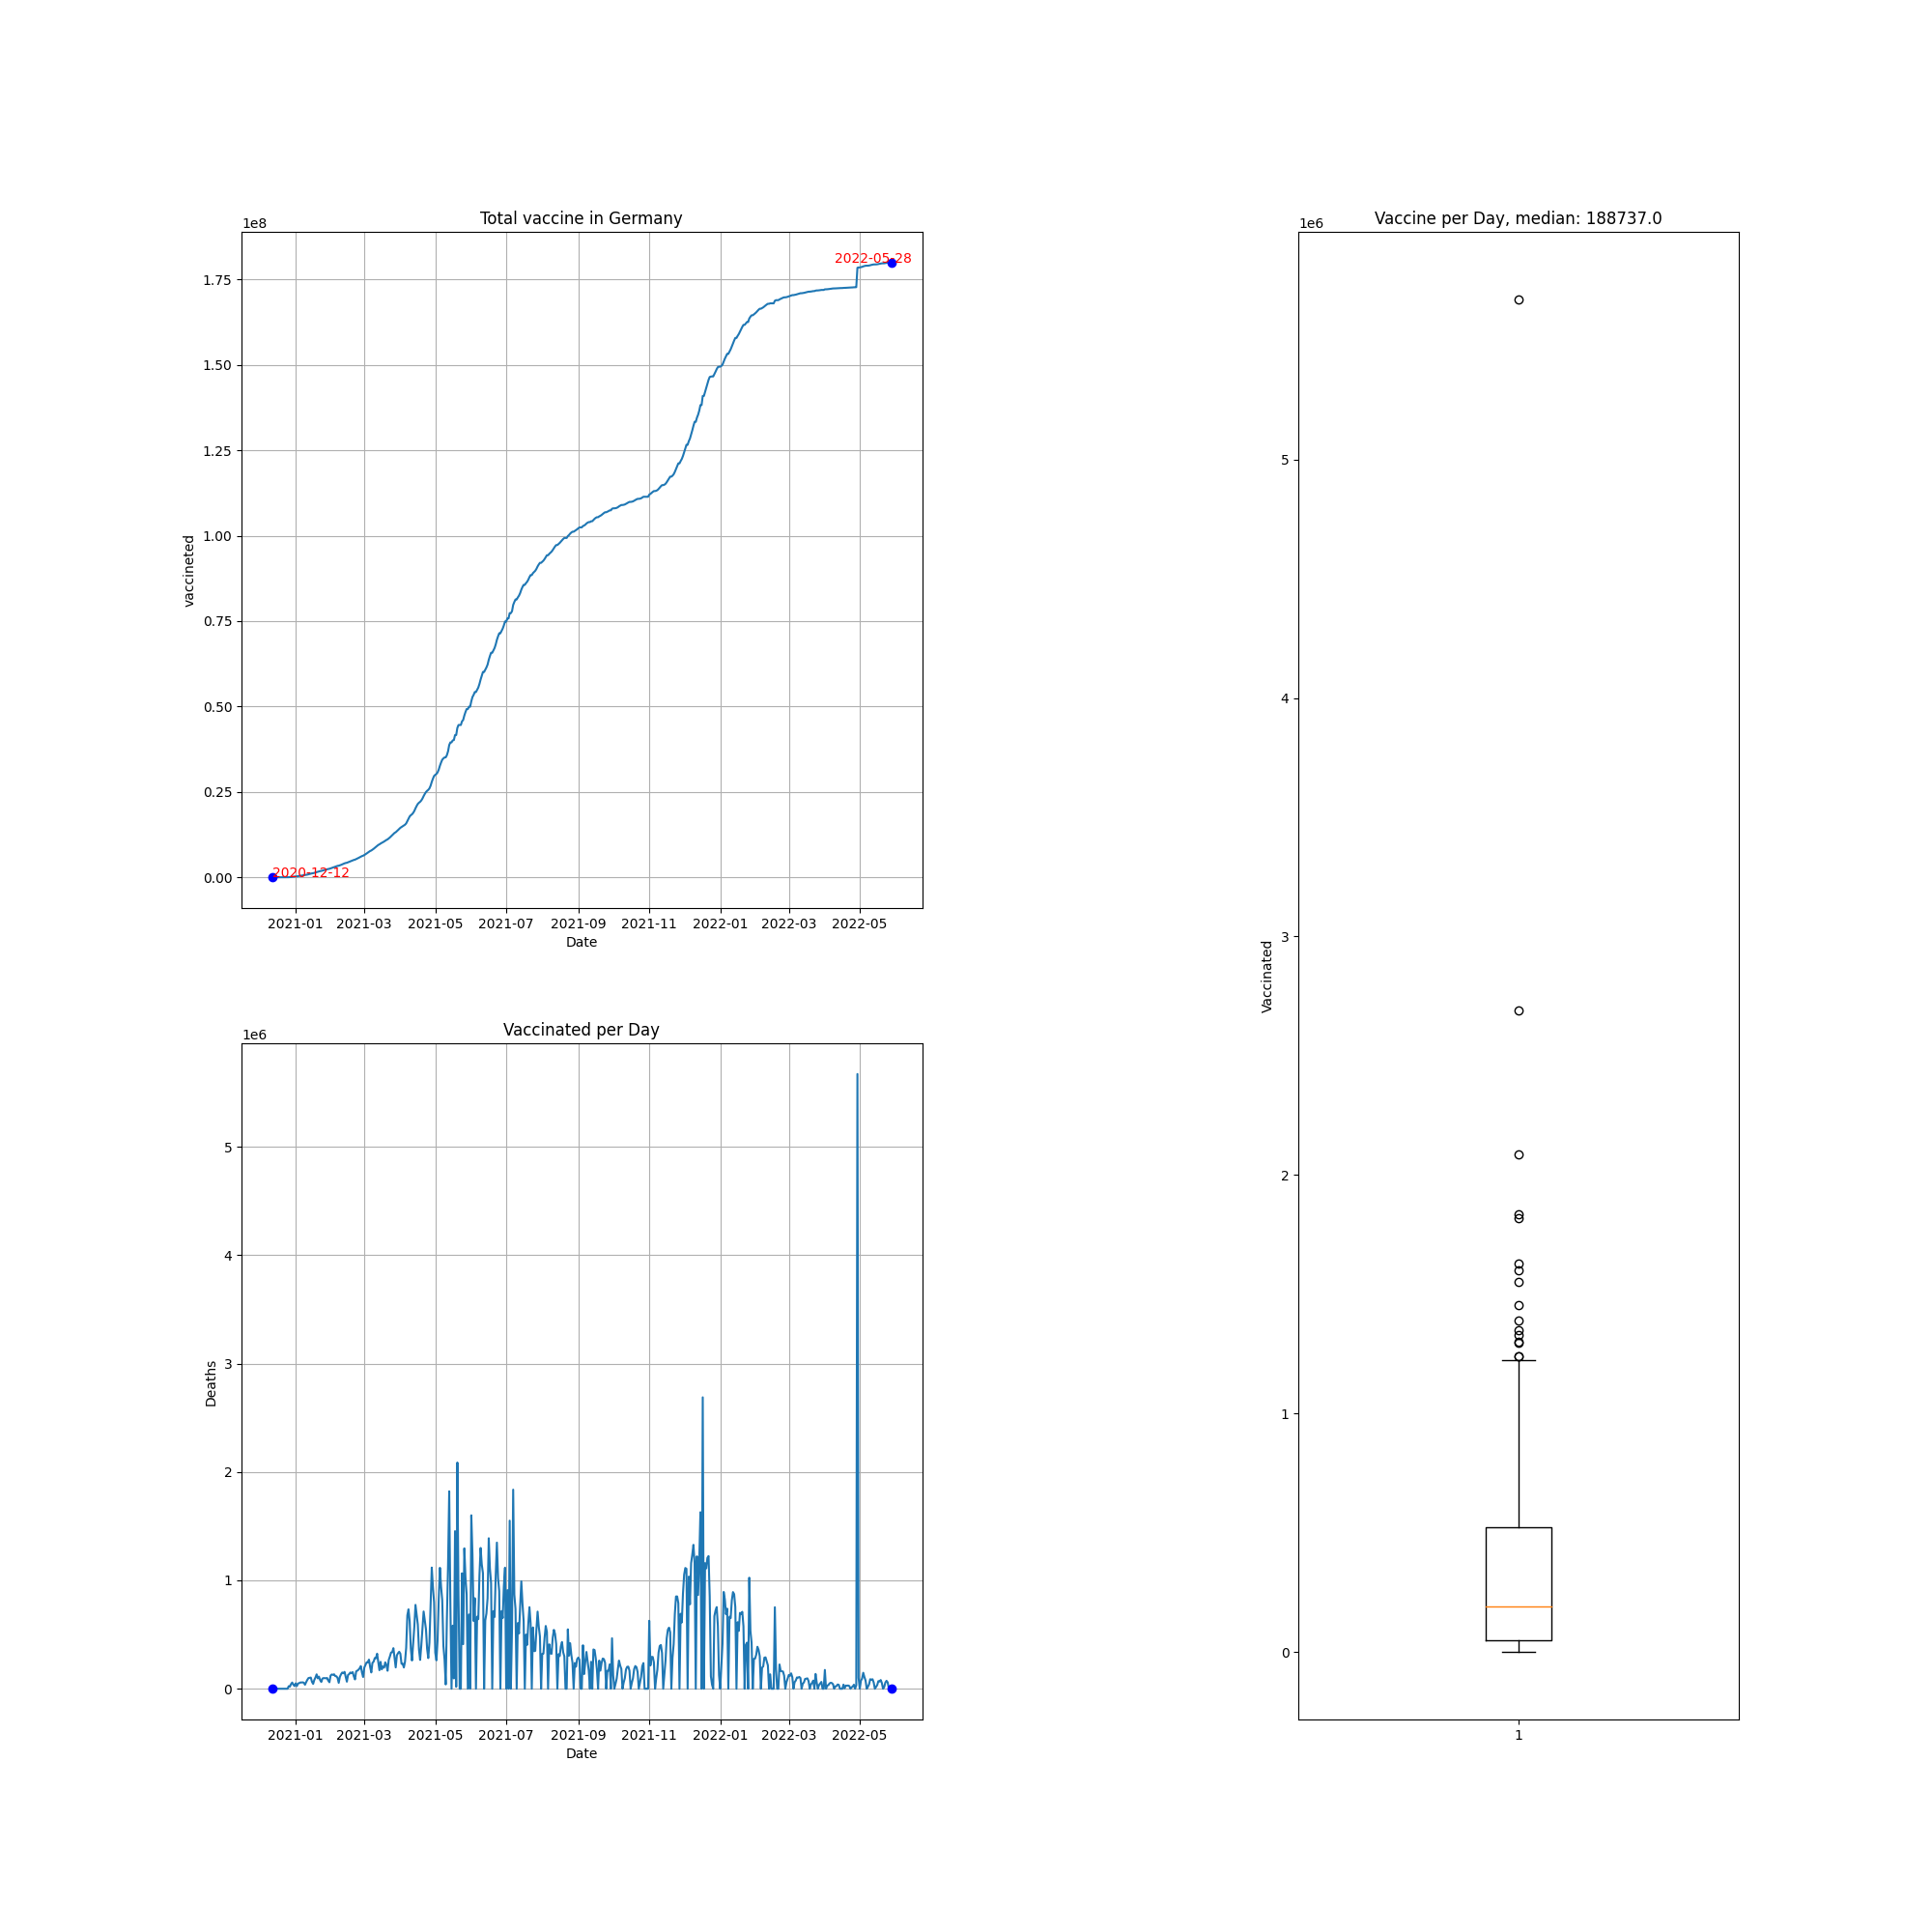 Total vaccine in Germany
1e8
1.75
1.50
1.25
1.00
0.75
0.50
0.25
0.00
vaccineted
2022-05-28
2020-12-12
2021-01 2021-03 2021-05 2021-07 2021-09 2021-11 2022-01 2022-03 2022-05
Date
Vaccinated per Day
1e6
5
4
3
2
1
0
Deaths
2021-01 2021-03 2021-05 2021-07 2021-09 2021-11 2022-01 2022-03 2022-05
Date
Vaccine per Day, median: 188737.0
1e6
5
4
3
2
1
0
Vaccinated
1